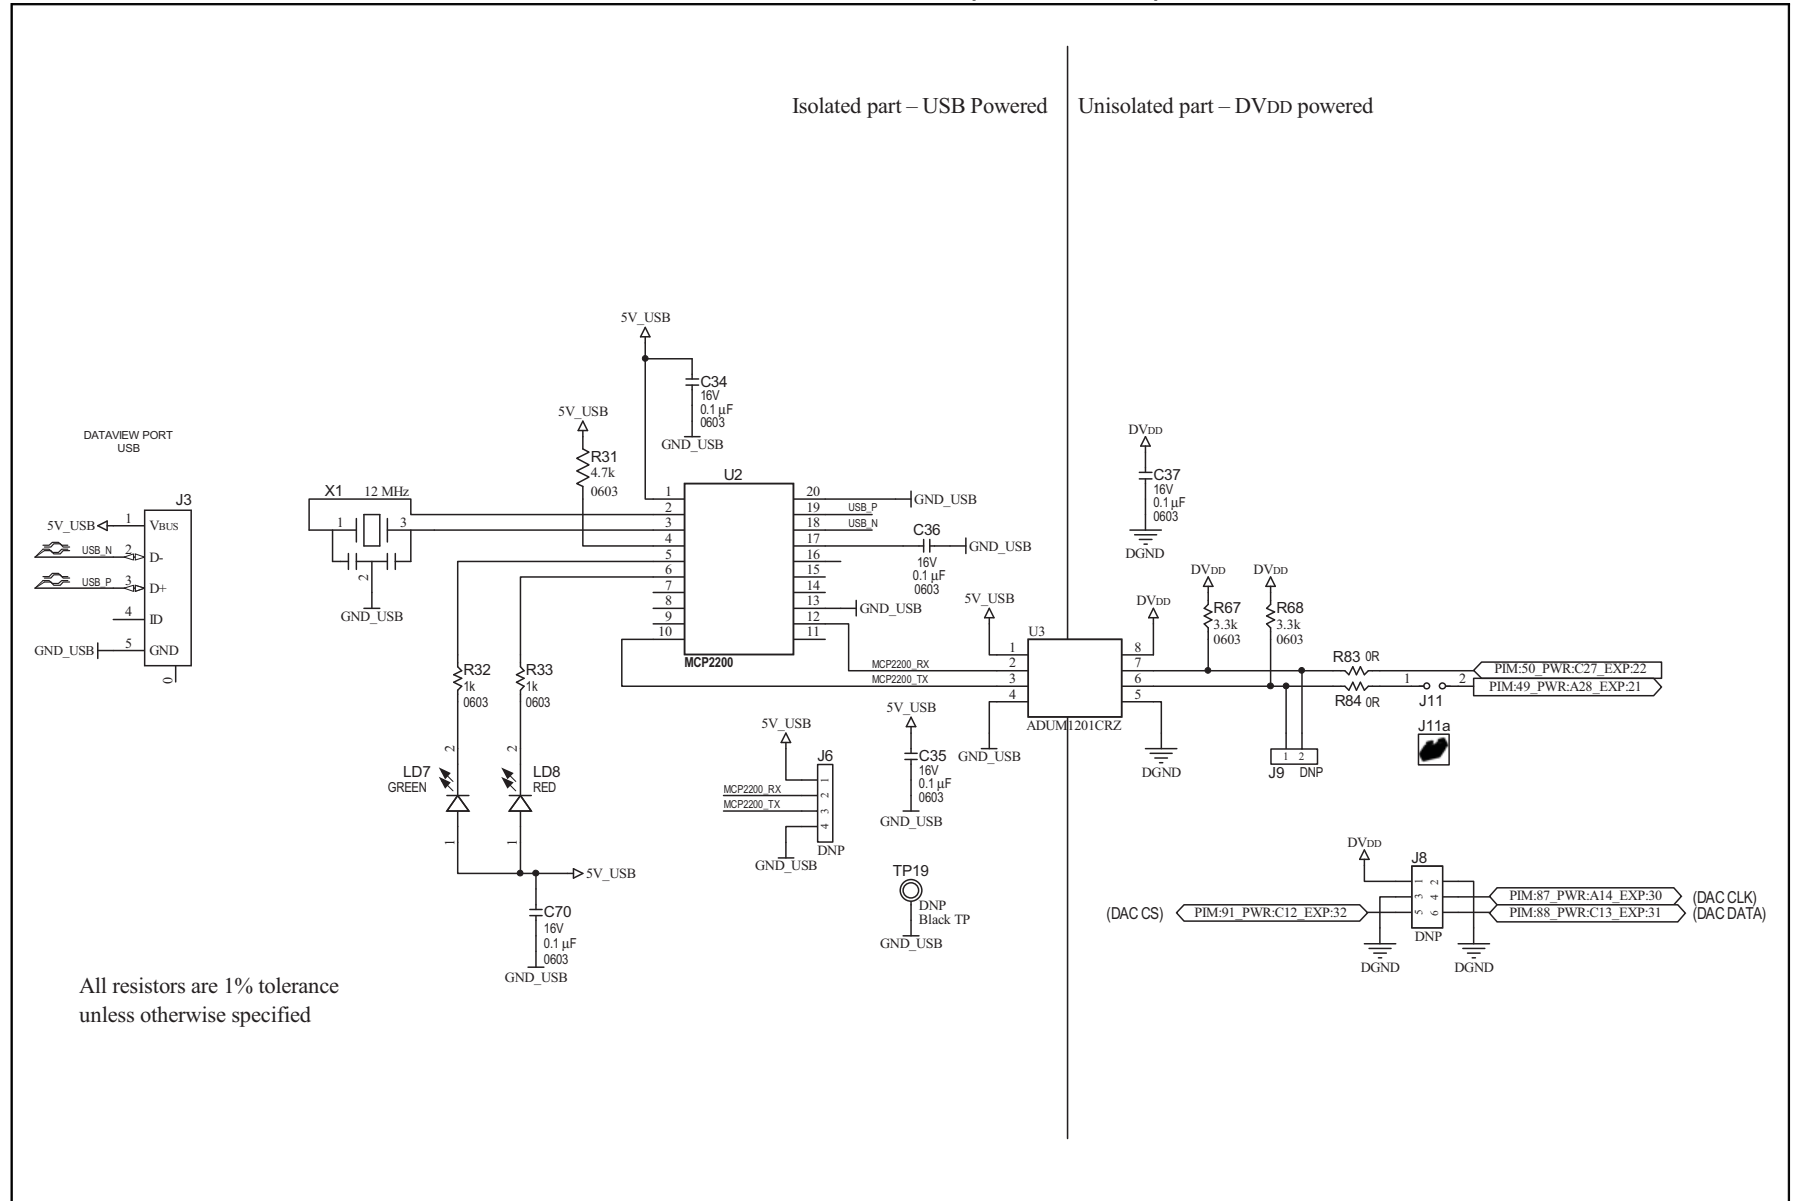 Isolated part – USB Powered
Unisolated part – DVDD powered
5V_USB
C34
16V
0.1 µF
0603
GND_USB
5V_USB
R31
4.7k
0603
DATAVIEW PORT
USB
J3
5V_USB 1 VBUS
USB_N 2 D-
USB_P 3 D+
4 ID
GND_USB 5 GND
0
X1 12 MHz
1 3
2
GND_USB
U2
1 20 GND_USB
2 19 USB_P
3 18 USB_N
4 17
5 16
6 15
7 14
8 13 GND_USB
9 12
10 11
MCP2200
C36
16V
0.1 µF
0603
GND_USB
DVDD
C37
16V
0.1 µF
0603
DGND
5V_USB
U3
DVDD
1 8
2 7
3 6
4 5
ADUM1201CRZ
MCP2200_RX
MCP2200_TX
GND_USB
DGND
DVDD
R67
3.3k
0603
DVDD
R68
3.3k
0603
R83 0R
R84 0R
PIM:50_PWR:C27_EXP:22
1 2 PIM:49_PWR:A28_EXP:21
J11
J11a
1 2
J9 DNP
R32
1k
0603
R33
1k
0603
2
2
LD7
GREEN
LD8
RED
1
1
5V_USB
C70
16V
0.1 µF
0603
GND_USB
5V_USB
J6
1
MCP2200_RX 2
MCP2200_TX 3
4
GND_USB
DNP
5V_USB
C35
16V
0.1 µF
0603
GND_USB
TP19
DNP
Black TP
GND_USB
DVDD
J8
1 2
3 4
5 6
DNP
(DAC CS) PIM:91_PWR:C12_EXP:32
PIM:87_PWR:A14_EXP:30 (DAC CLK)
PIM:88_PWR:C13_EXP:31 (DAC DATA)
DGND
DGND
All resistors are 1% tolerance
unless otherwise specified